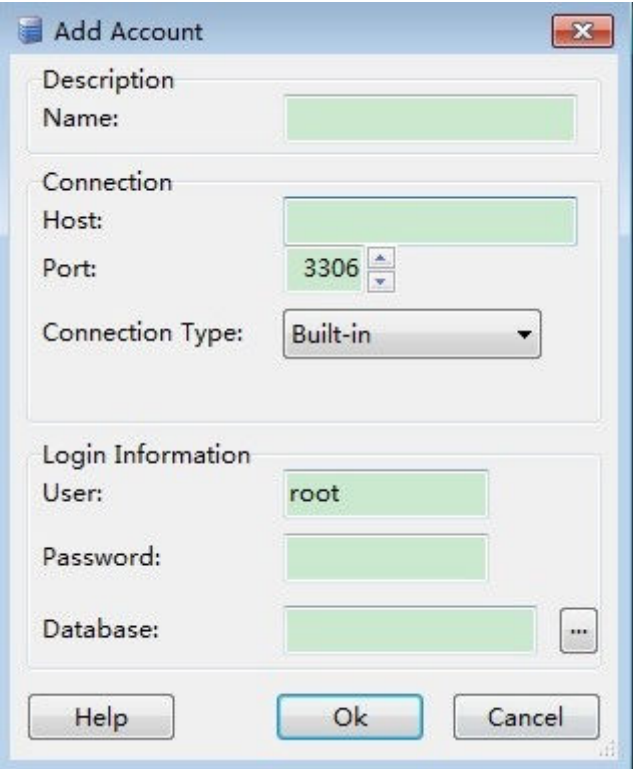 Add Account
Description
Name:
Connection
Host:
Port: 3306
Connection Type: Built-in
Login Information
User: root
Password:
Database: ...
Help Ok Cancel